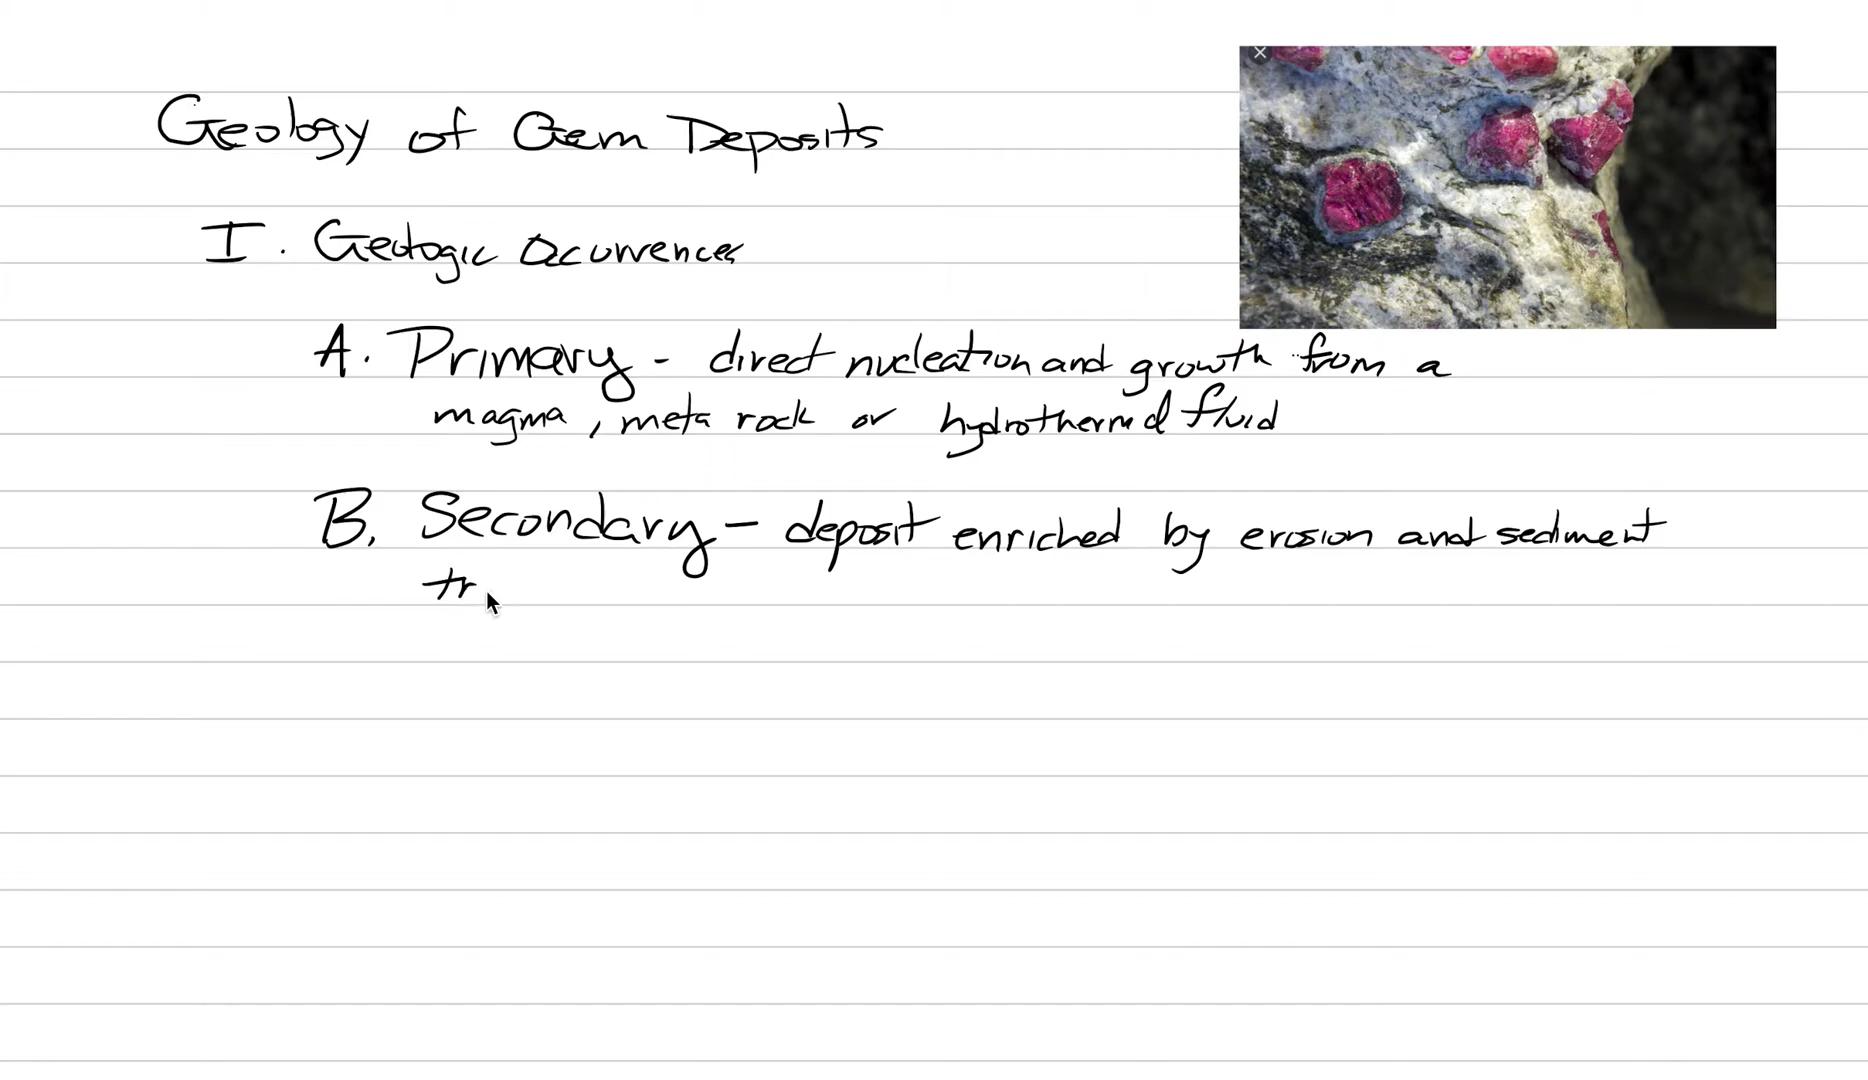 Geology of Gem Deposits
I. Geologic Ocurrences
A. Primary - direct nucleation and growth from a
magma, meta rock or hydrothermal fluid
B. Secondary - deposit enriched by erosion and sediment
tr